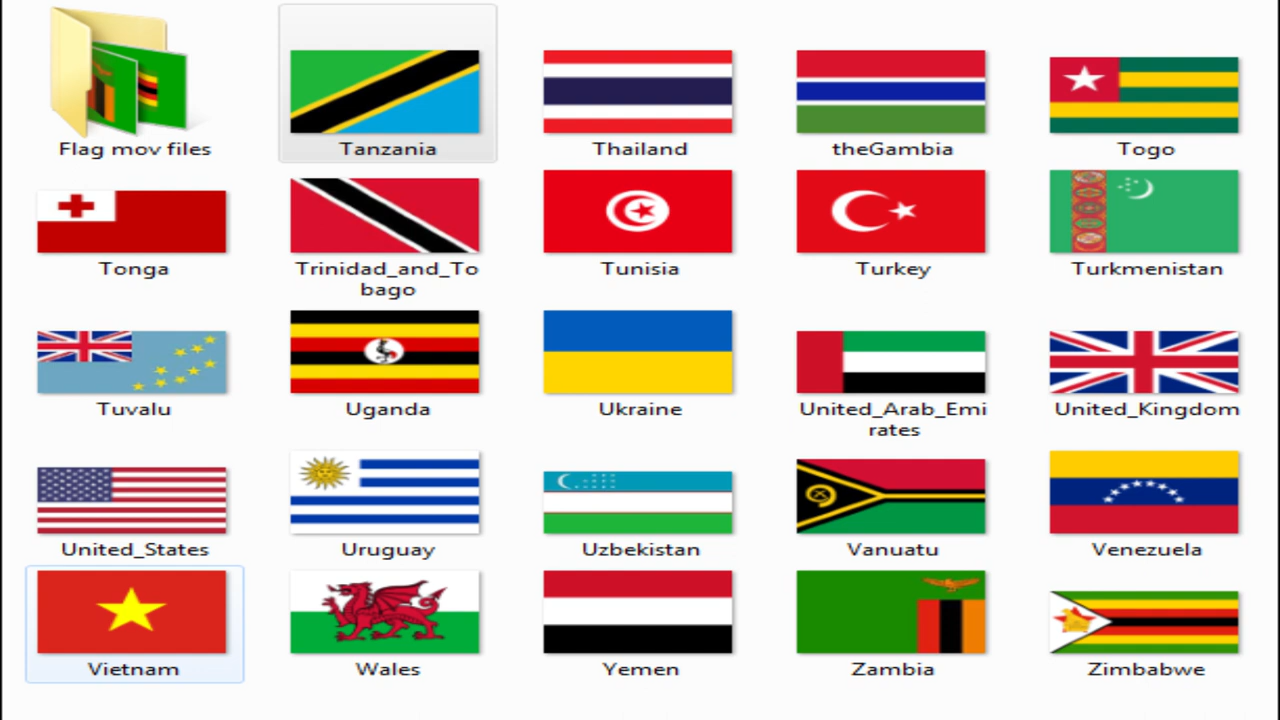 Flag mov files
Tanzania
Thailand
theGambia
Togo
Tonga
Trinidad_and_To
bago
Tunisia
Turkey
Turkmenistan
Tuvalu
Uganda
Ukraine
United_Arab_Emi
rates
United_Kingdom
United_States
Uruguay
Uzbekistan
Vanuatu
Venezuela
Vietnam
Wales
Yemen
Zambia
Zimbabwe